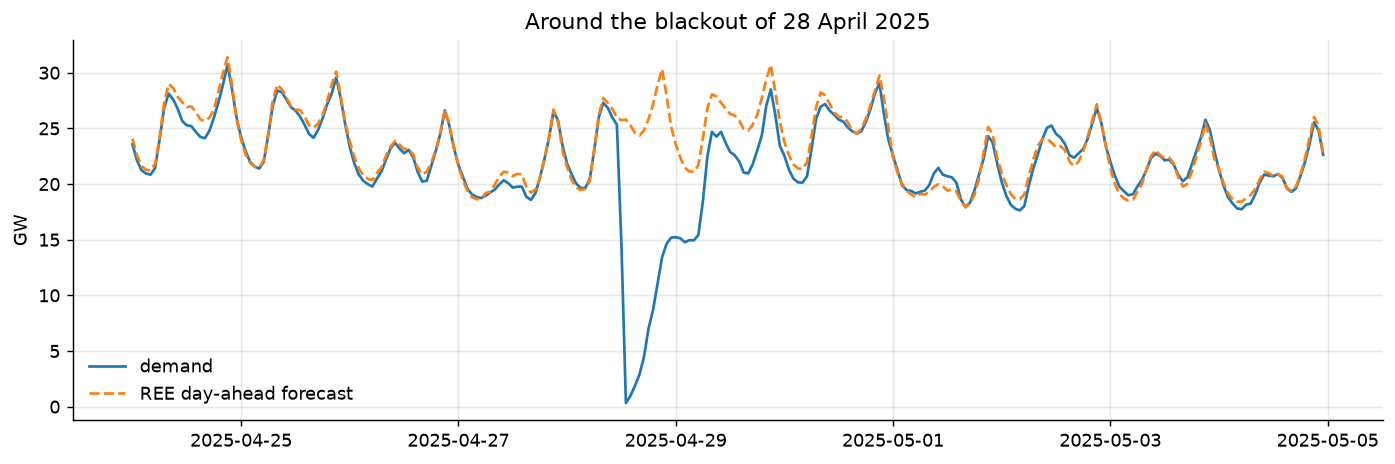 Around the blackout of 28 April 2025
GW
30
25
20
15
10
5
0
demand
REE day-ahead forecast
2025-04-25 2025-04-27 2025-04-29 2025-05-01 2025-05-03 2025-05-05